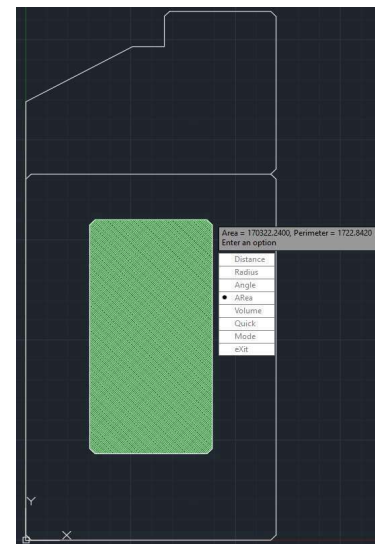 Area = 170322.2400, Perimeter = 1722.8420
Enter an option
Distance
Radius
Angle
ARea
Volume
Quick
Mode
eXit
Y
X